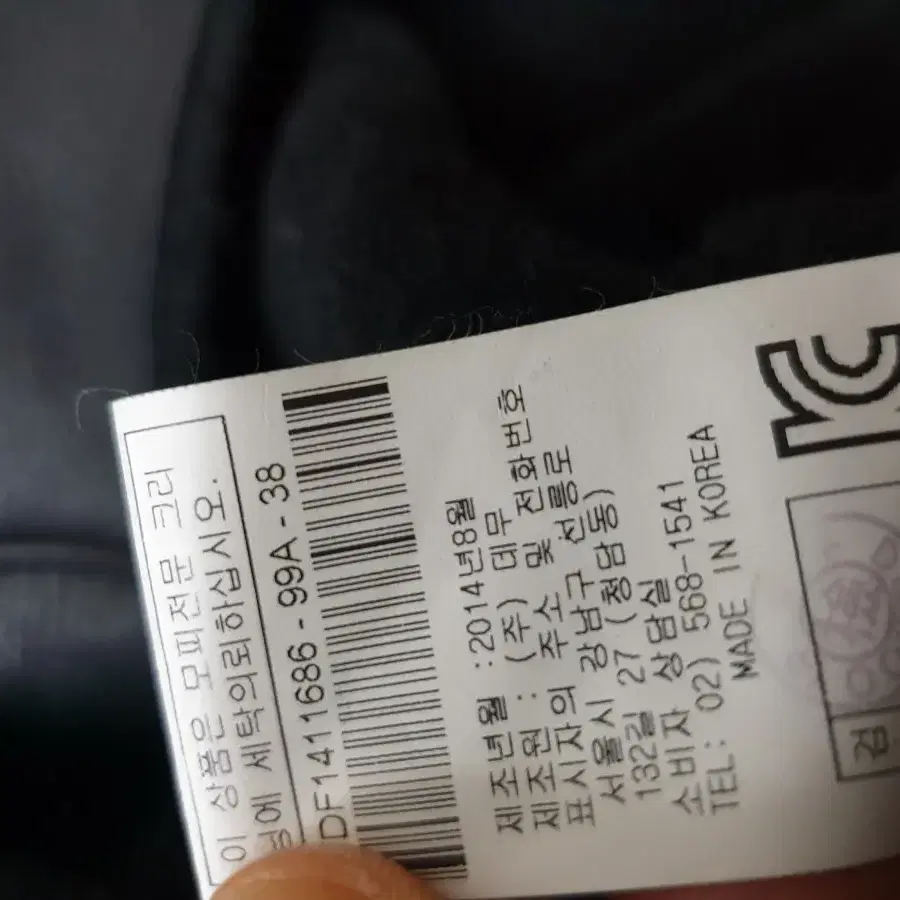 이 상품은 모피전문 크리
닝에 세탁의뢰하십시오.
DF1411686-99A-38
제조년월 :2014년8월
제조원: (주) 데무
표시자의 주소 및 전화번호
서울시 강남구 선릉로
132길 27 (청담동)
소비자 상담실
TEL: 02) 568-1541
MADE IN KOREA
KC
검